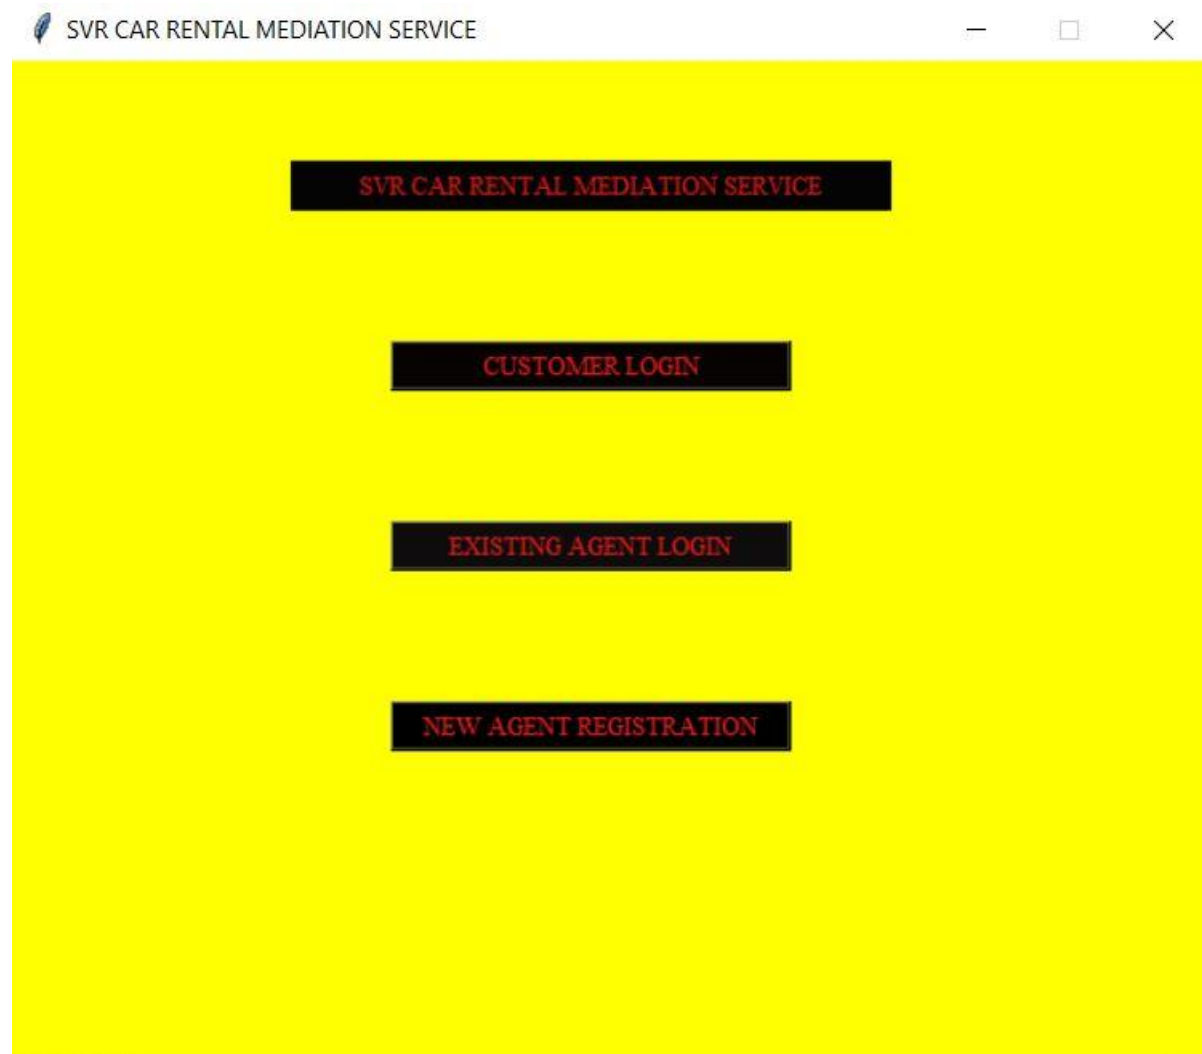 SVR CAR RENTAL MEDIATION SERVICE
SVR CAR RENTAL MEDIATION SERVICE
CUSTOMER LOGIN
EXISTING AGENT LOGIN
NEW AGENT REGISTRATION